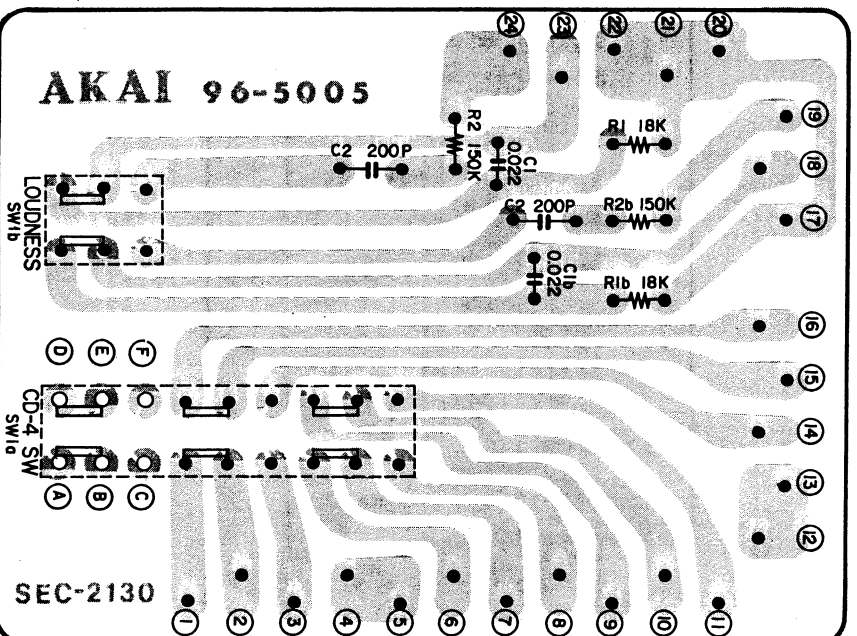 24 23 22 21 20
AKAI 96-5005
R2 150K
C1 0.022
R1 18K
19
C2 200P
18
LOUDNESS
SW1b
C2 200P
R2b 150K
17
C1b 0.022
R1b 18K
16
D E F
15
CD-4 SW
SW1a
14
13
A B C
12
SEC-2130
1 2 3 4 5 6 7 8 9 10 11